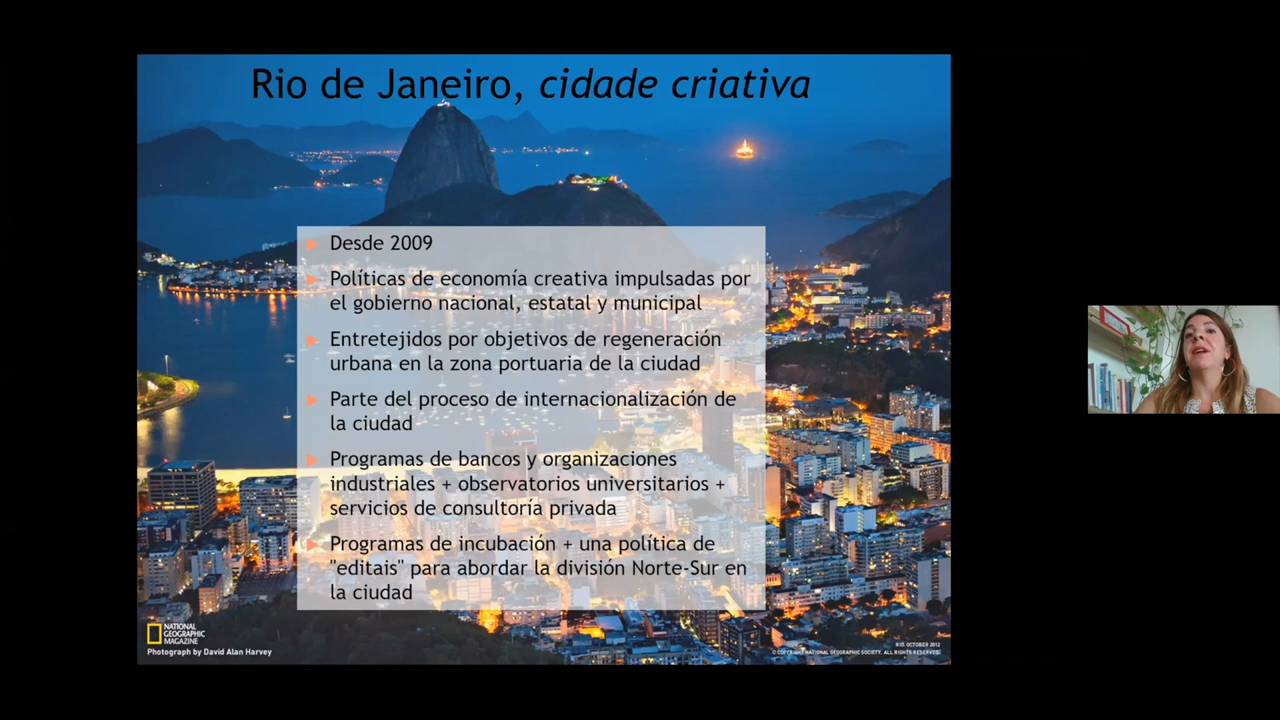 Rio de Janeiro, cidade criativa
Desde 2009
Políticas de economía creativa impulsadas por
el gobierno nacional, estatal y municipal
Entretejidos por objetivos de regeneración
urbana en la zona portuaria de la ciudad
Parte del proceso de internacionalización de
la ciudad
Programas de bancos y organizaciones
industriales + observatorios universitarios +
servicios de consultoría privada
Programas de incubación + una política de
"editais" para abordar la división Norte-Sur en
la ciudad
NATIONAL
GEOGRAPHIC
MAGAZINE
Photograph by David Alan Harvey
RIO, OCTOBER 2012
© COPYRIGHT NATIONAL GEOGRAPHIC SOCIETY. ALL RIGHTS RESERVED.